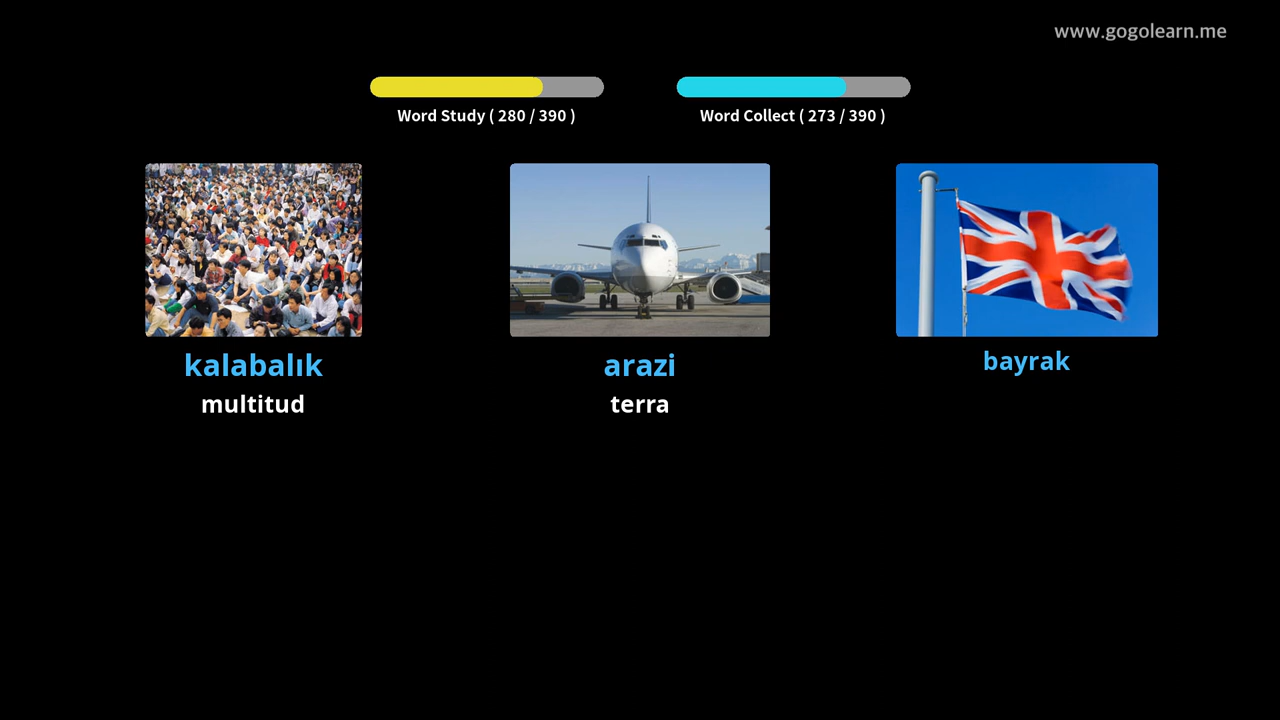 www.gogolearn.me
Word Study ( 280 / 390 )
Word Collect ( 273 / 390 )
kalabalık
multitud
arazi
terra
bayrak